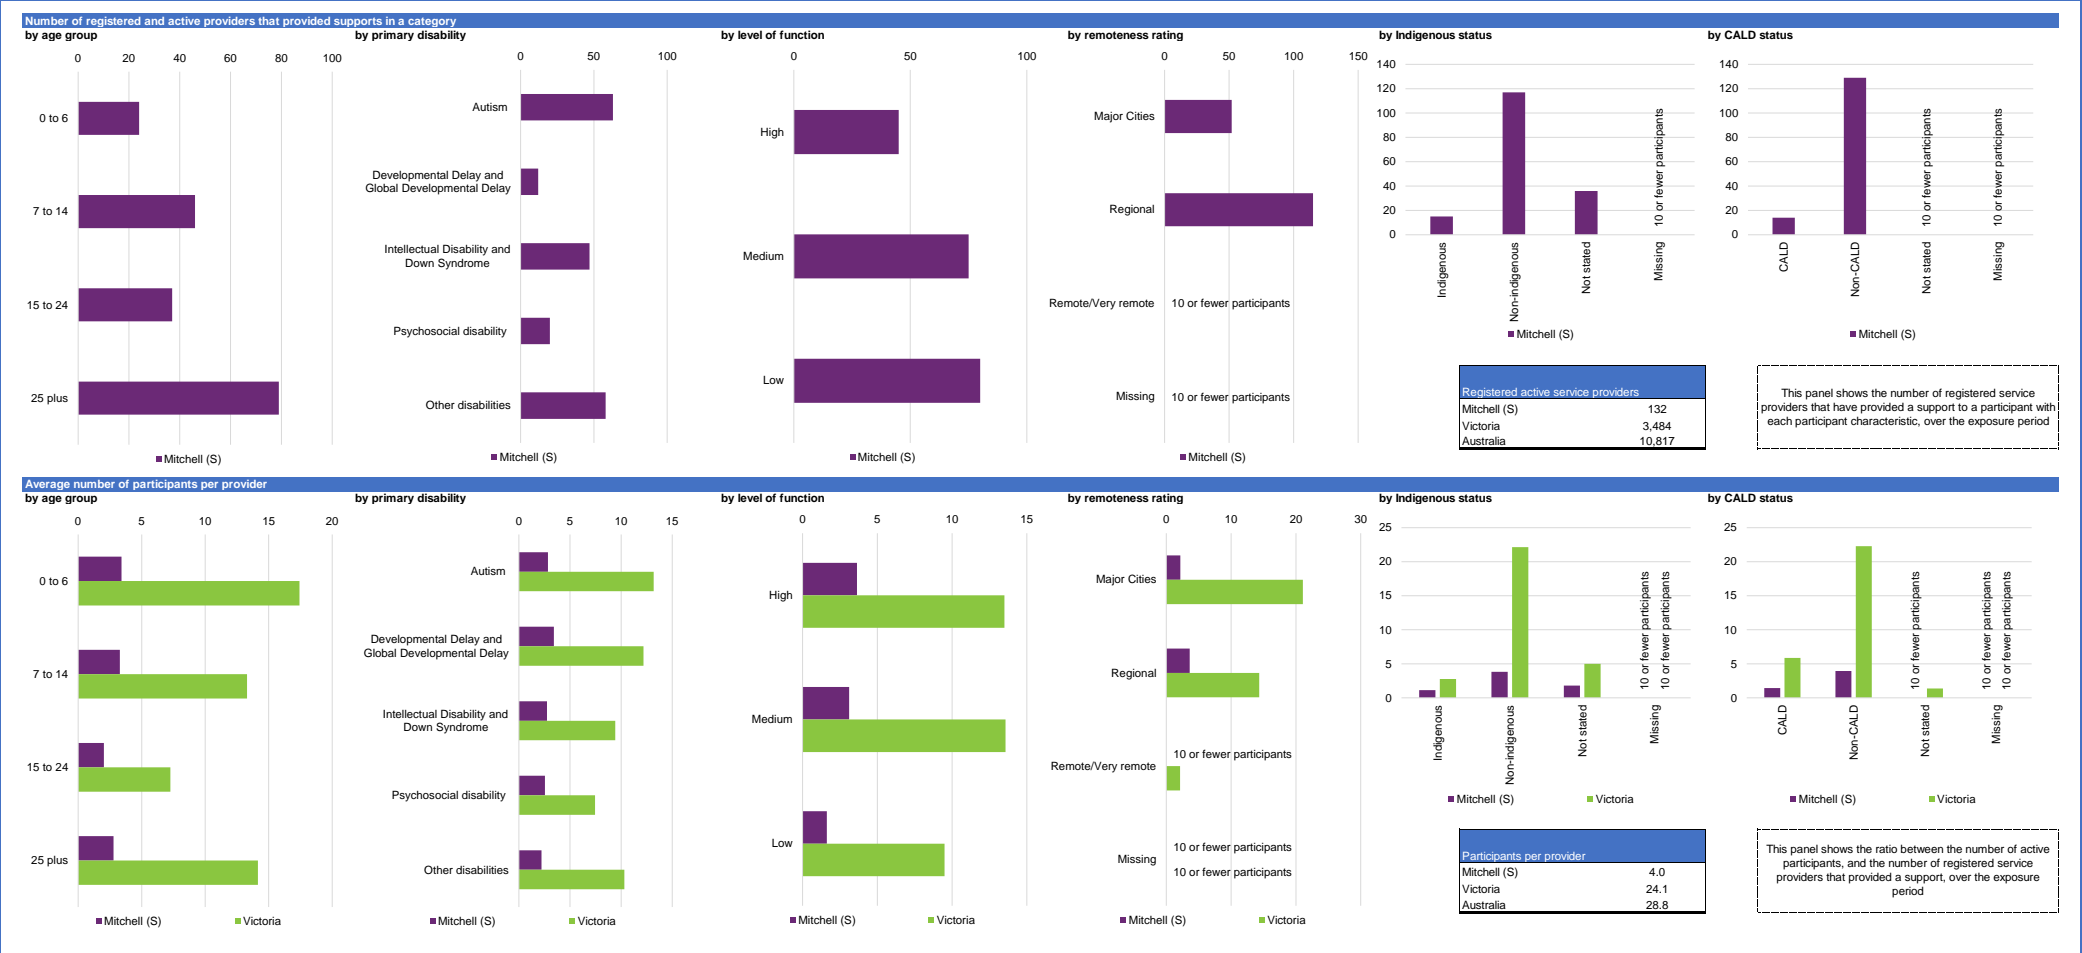 Number of registered and active providers that provided supports in a category
by age group
0 20 40 60 80 100
0 to 6
7 to 14
15 to 24
25 plus
Mitchell (S)
by primary disability
0 50 100
Autism
Developmental Delay and
Global Developmental Delay
Intellectual Disability and
Down Syndrome
Psychosocial disability
Other disabilities
Mitchell (S)
by level of function
0 50 100
High
Medium
Low
Mitchell (S)
by remoteness rating
0 50 100 150
Major Cities
Regional
Remote/Very remote 10 or fewer participants
Missing 10 or fewer participants
Mitchell (S)
by Indigenous status
140
120
100
80
60
40
20
0
10 or fewer participants
Indigenous
Non-indigenous
Not stated
Missing
Mitchell (S)
by CALD status
140
120
100
80
60
40
20
0
10 or fewer participants
10 or fewer participants
CALD
Non-CALD
Not stated
Missing
Mitchell (S)
Registered active service providers
Mitchell (S) 132
Victoria 3,484
Australia 10,817
This panel shows the number of registered service
providers that have provided a support to a participant with
each participant characteristic, over the exposure period
Average number of participants per provider
by age group
0 5 10 15 20
0 to 6
7 to 14
15 to 24
25 plus
Mitchell (S) Victoria
by primary disability
0 5 10 15
Autism
Developmental Delay and
Global Developmental Delay
Intellectual Disability and
Down Syndrome
Psychosocial disability
Other disabilities
Mitchell (S) Victoria
by level of function
0 5 10 15
High
Medium
Low
Mitchell (S) Victoria
by remoteness rating
0 10 20 30
Major Cities
Regional
10 or fewer participants
Remote/Very remote
10 or fewer participants
Missing
10 or fewer participants
Mitchell (S) Victoria
by Indigenous status
25
20
15
10
5
0
10 or fewer participants
10 or fewer participants
Indigenous
Non-indigenous
Not stated
Missing
Mitchell (S) Victoria
by CALD status
25
20
15
10
5
0
10 or fewer participants
10 or fewer participants
10 or fewer participants
CALD
Non-CALD
Not stated
Missing
Mitchell (S) Victoria
Participants per provider
Mitchell (S) 4.0
Victoria 24.1
Australia 28.8
This panel shows the ratio between the number of active
participants, and the number of registered service
providers that provided a support, over the exposure
period